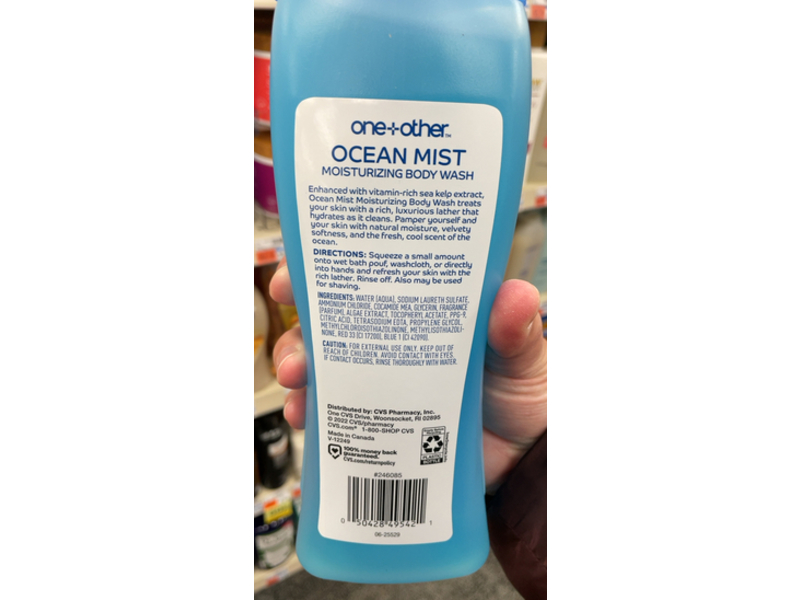 one+other™
OCEAN MIST
MOISTURIZING BODY WASH
Enhanced with vitamin-rich sea kelp extract,
Ocean Mist Moisturizing Body Wash treats
your skin with a rich, luxurious lather that
hydrates as it cleans. Pamper yourself and
your skin with natural moisture, velvety
softness, and the fresh, cool scent of the
ocean.
DIRECTIONS: Squeeze a small amount
onto wet bath pouf, washcloth, or directly
into hands and refresh your skin with the
rich lather. Rinse off. Also may be used
for shaving.
INGREDIENTS: WATER (AQUA), SODIUM LAURETH SULFATE,
AMMONIUM CHLORIDE, COCAMIDE MEA, GLYCERIN, FRAGRANCE
(PARFUM), ALGAE EXTRACT, TOCOPHERYL ACETATE, PPG-9,
CITRIC ACID, TETRASODIUM EDTA, PROPYLENE GLYCOL,
METHYLCHLOROISOTHIAZOLINONE, METHYLISOTHIAZOLI-
NONE, RED 33 (CI 17200), BLUE 1 (CI 42090).
CAUTION: FOR EXTERNAL USE ONLY. KEEP OUT OF
REACH OF CHILDREN. AVOID CONTACT WITH EYES.
IF CONTACT OCCURS, RINSE THOROUGHLY WITH WATER.
Distributed by: CVS Pharmacy, Inc.
One CVS Drive, Woonsocket, RI 02895
© 2022 CVS/pharmacy
CVS.com® 1-800-SHOP CVS
Made in Canada
V-12249
100% money back
guaranteed.
CVS.com/returnpolicy
PLASTIC
BOTTLE
#246085
0 50428 49542 1
06-25529